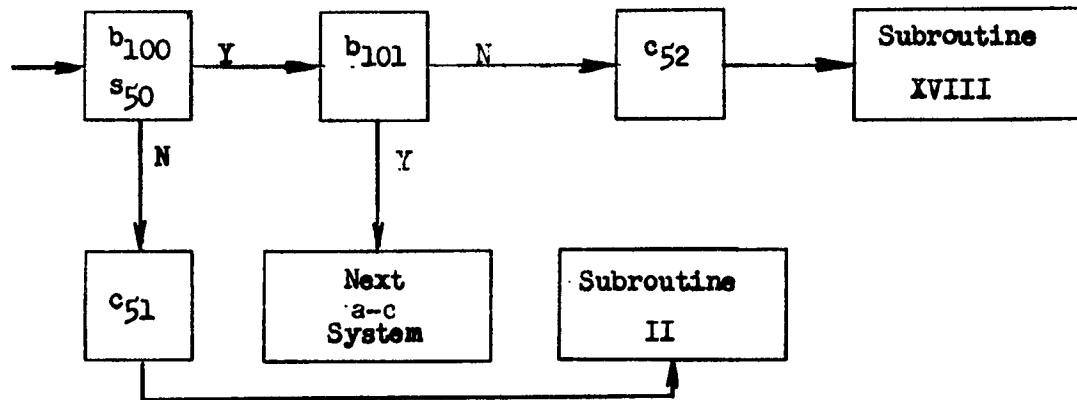 b100
s50
Y
b101
N
c52
Subroutine
XVIII
N
Y
c51
Next
a-c
System
Subroutine
II